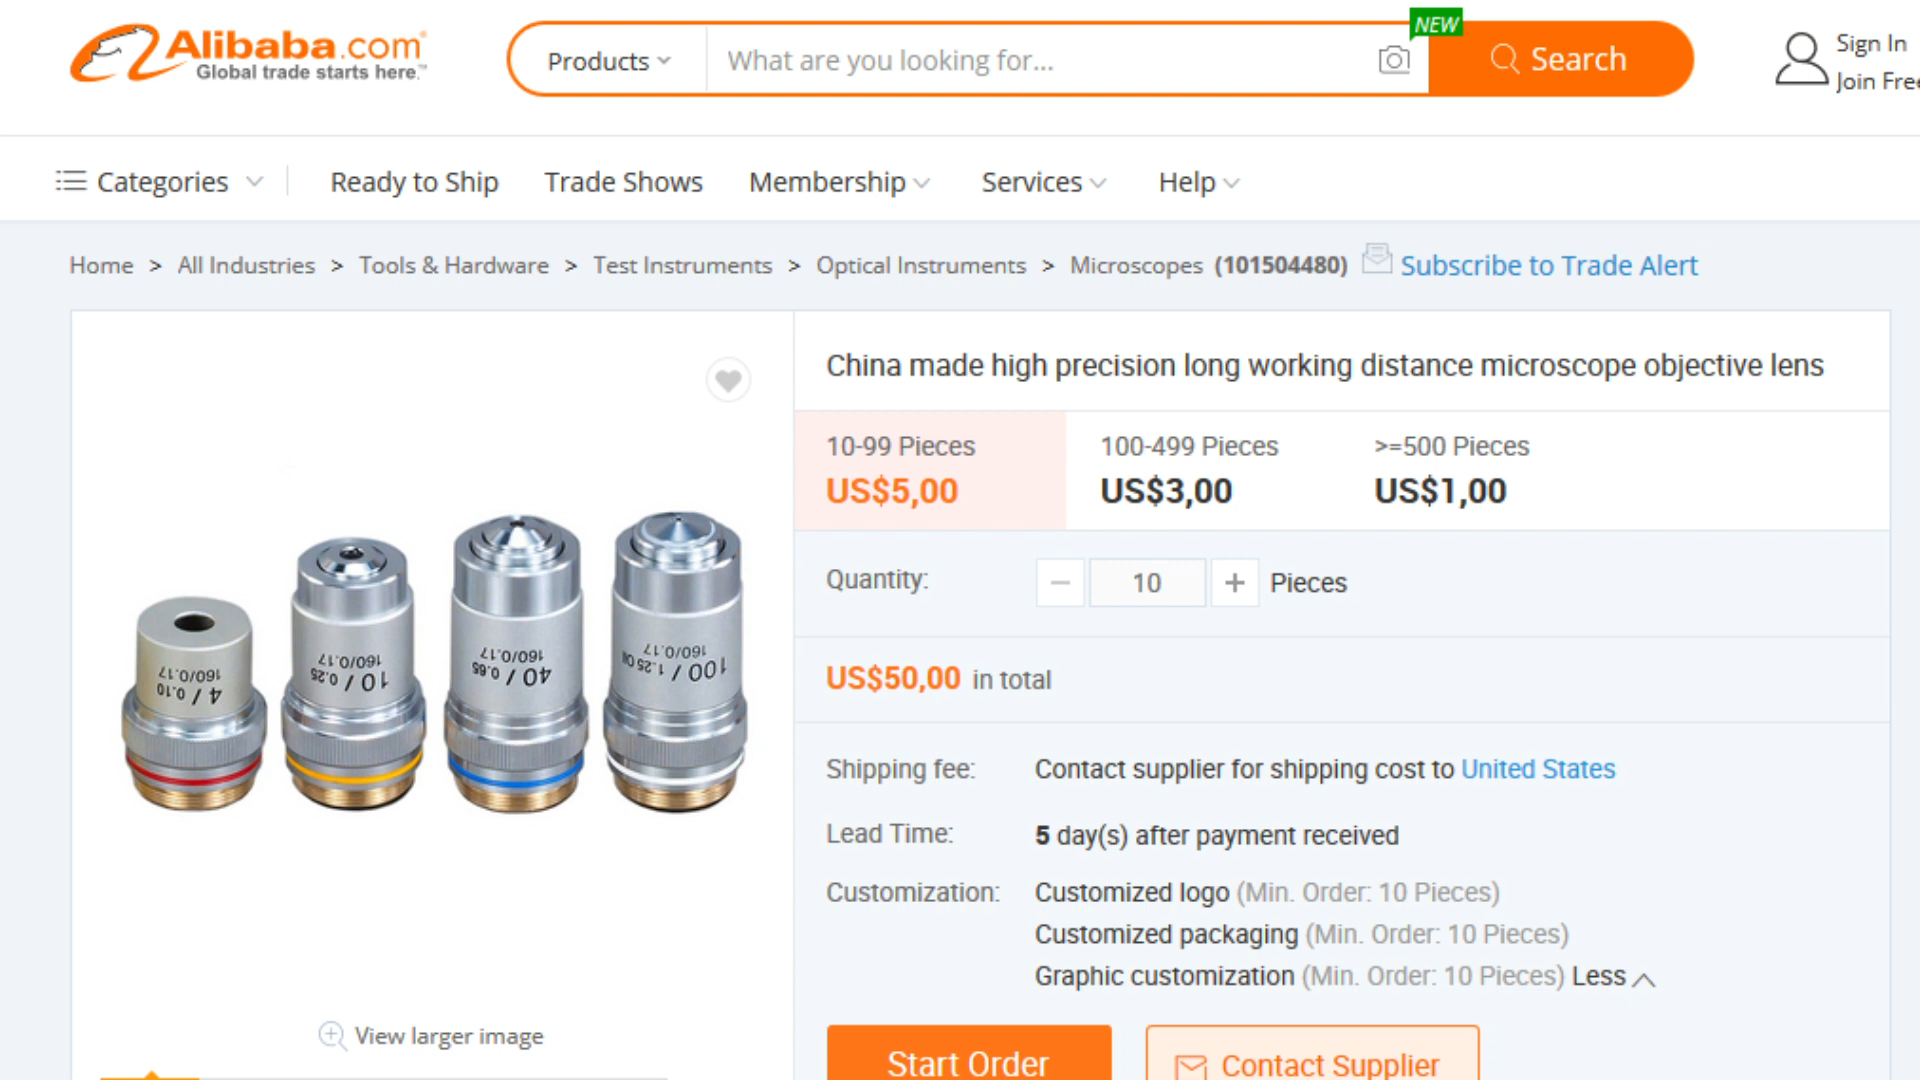 Alibaba.com
Global trade starts here.™
Products
What are you looking for...
NEW
Search
Sign In
Join Free
Categories
Ready to Ship
Trade Shows
Membership
Services
Help
Home > All Industries > Tools & Hardware > Test Instruments > Optical Instruments > Microscopes (101504480)
Subscribe to Trade Alert
China made high precision long working distance microscope objective lens
10-99 Pieces
US$5,00
100-499 Pieces
US$3,00
>=500 Pieces
US$1,00
Quantity:
− 10 + Pieces
US$50,00 in total
Shipping fee: Contact supplier for shipping cost to United States
Lead Time: 5 day(s) after payment received
Customization: Customized logo (Min. Order: 10 Pieces)
Customized packaging (Min. Order: 10 Pieces)
Graphic customization (Min. Order: 10 Pieces) Less
4 / 0.10
160/0.17
10 / 0.25
160/0.17
40 / 0.65
160/0.17
100 / 1.25 Oil
160/0.17
View larger image
Start Order
Contact Supplier